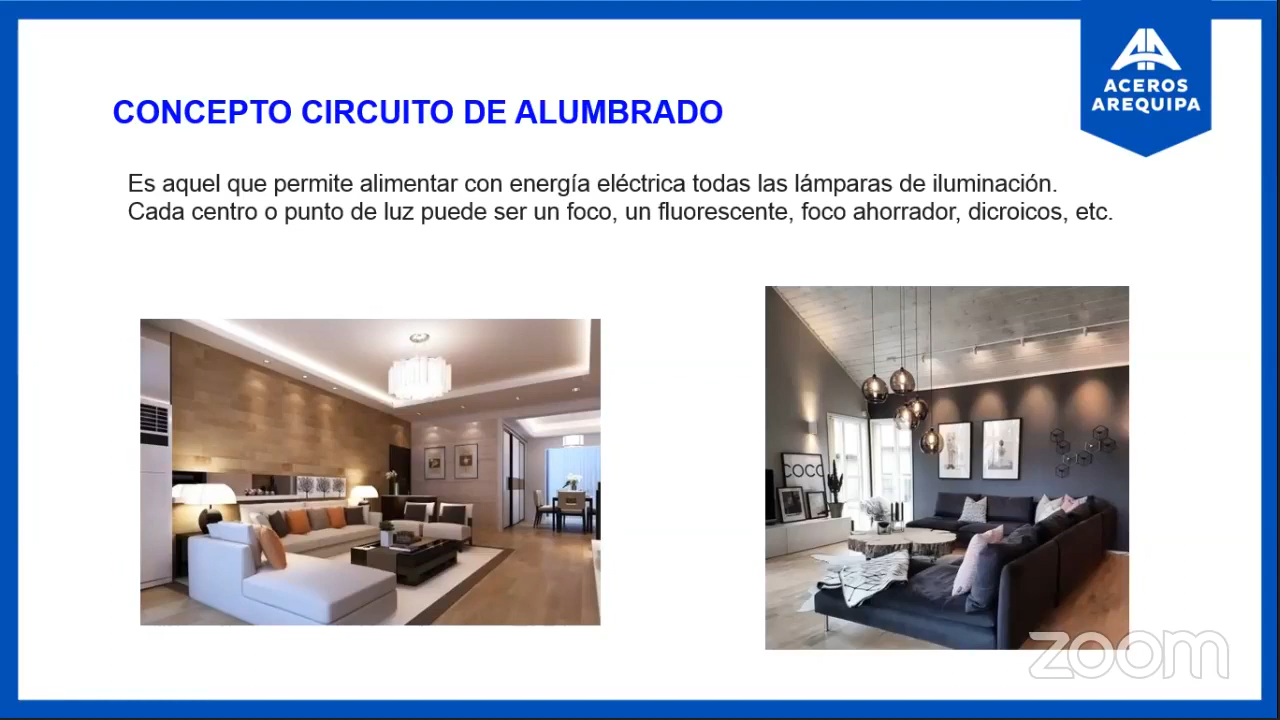 ACEROS
AREQUIPA
CONCEPTO CIRCUITO DE ALUMBRADO
Es aquel que permite alimentar con energía eléctrica todas las lámparas de iluminación.
Cada centro o punto de luz puede ser un foco, un fluorescente, foco ahorrador, dicroicos, etc.
COCO
zoom